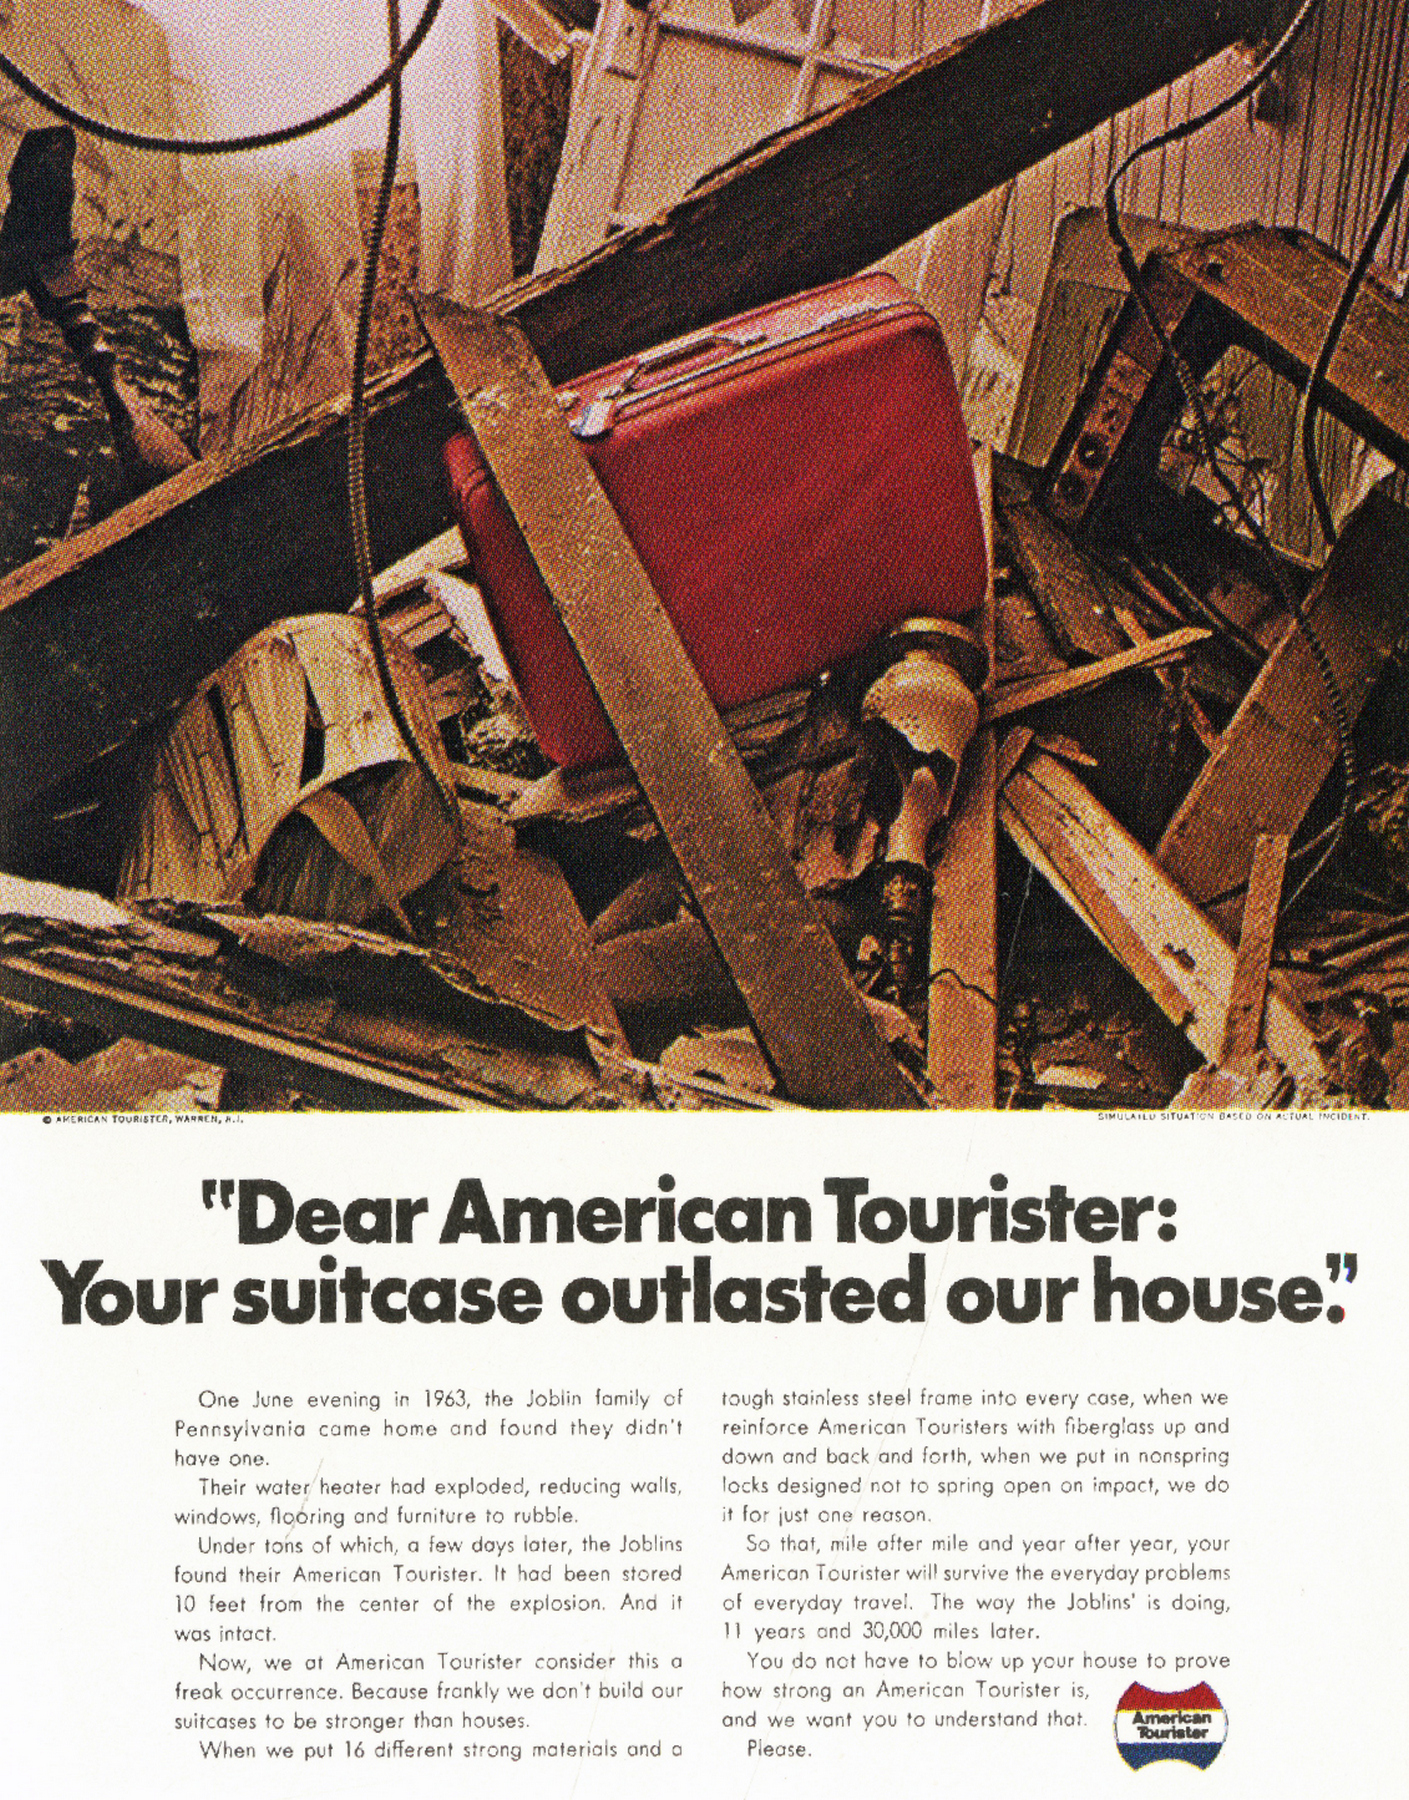 © AMERICAN TOURISTER, WARREN, R.I.
SIMULATED SITUATION BASED ON ACTUAL INCIDENT.
"Dear American Tourister:
Your suitcase outlasted our house."
One June evening in 1963, the Joblin family of
Pennsylvania came home and found they didn't
have one.
Their water heater had exploded, reducing walls,
windows, flooring and furniture to rubble.
Under tons of which, a few days later, the Joblins
found their American Tourister. It had been stored
10 feet from the center of the explosion. And it
was intact.
Now, we at American Tourister consider this a
freak occurrence. Because frankly we don't build our
suitcases to be stronger than houses.
When we put 16 different strong materials and a
tough stainless steel frame into every case, when we
reinforce American Touristers with fiberglass up and
down and back and forth, when we put in nonspring
locks designed not to spring open on impact, we do
it for just one reason.
So that, mile after mile and year after year, your
American Tourister will survive the everyday problems
of everyday travel. The way the Joblins' is doing,
11 years and 30,000 miles later.
You do not have to blow up your house to prove
how strong an American Tourister is,
and we want you to understand that.
Please.
American
Tourister